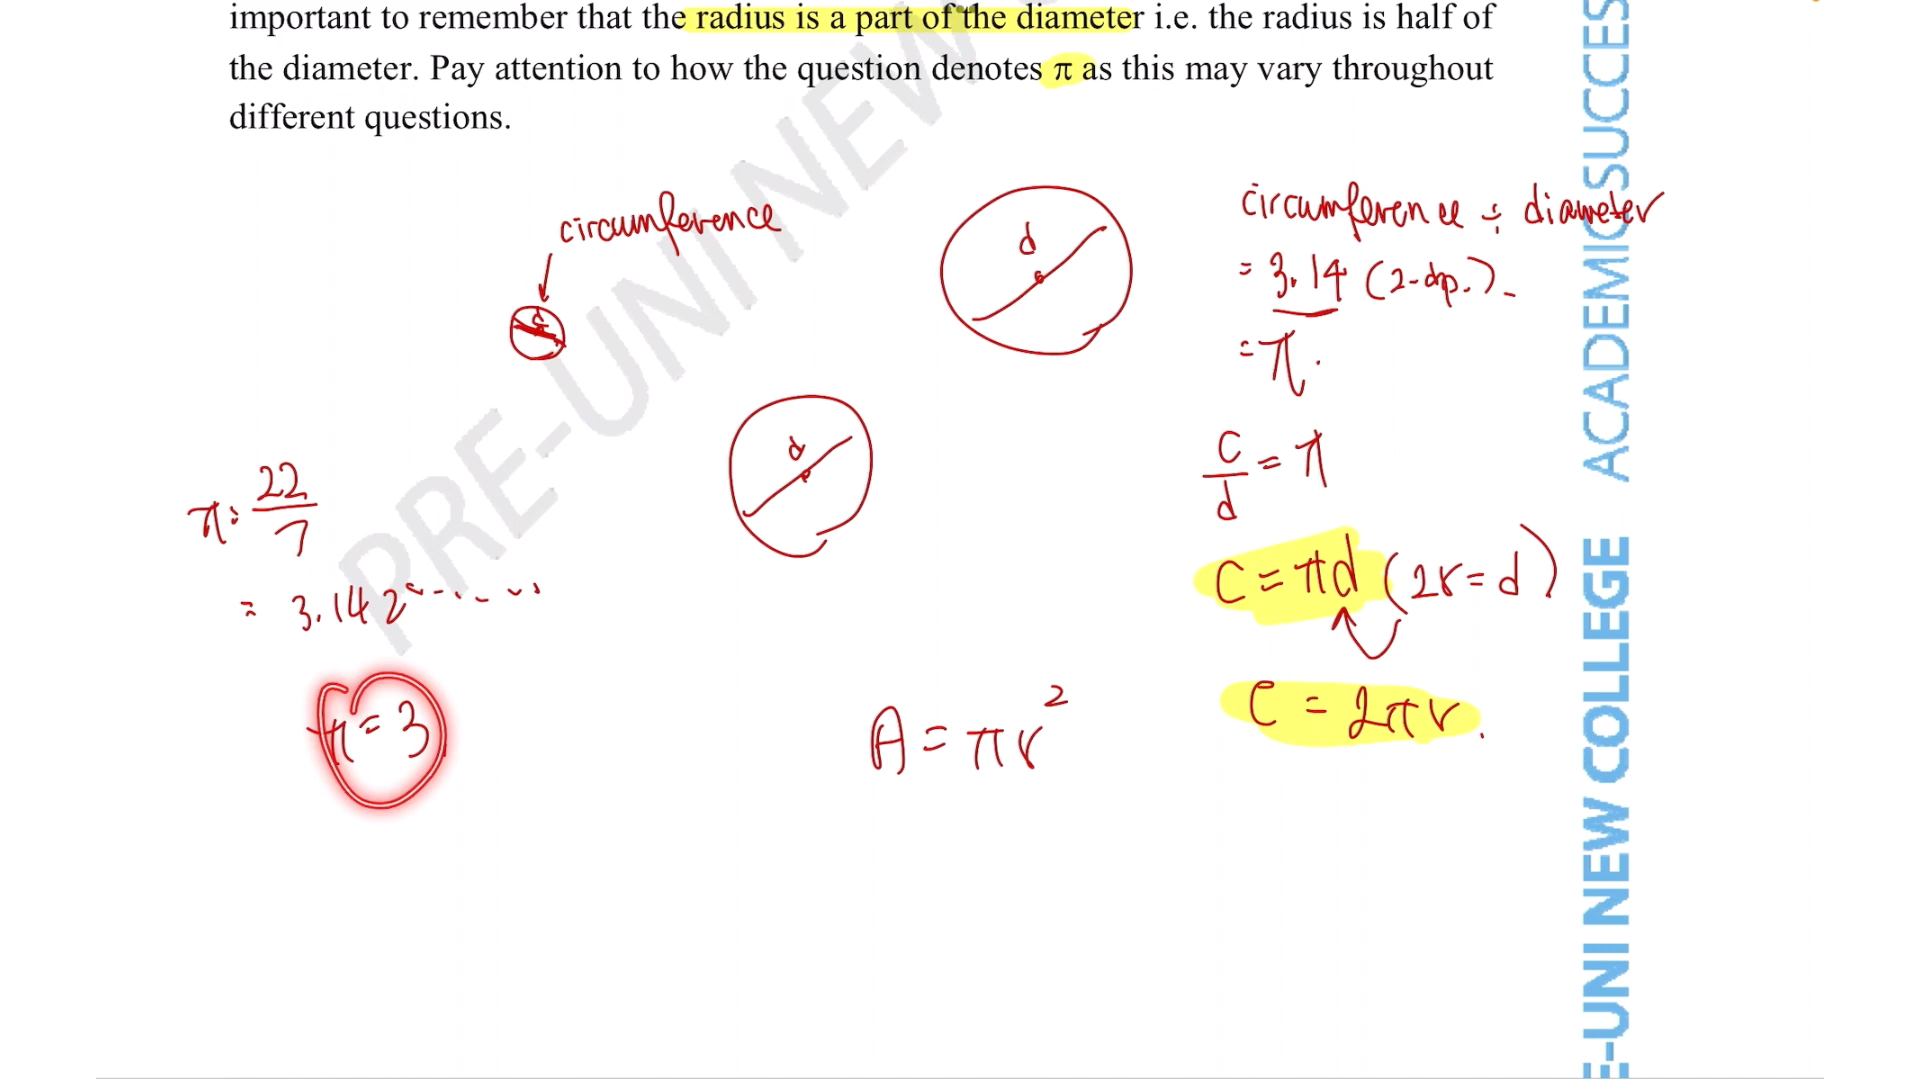 important to remember that the radius is a part of the diameter i.e. the radius is half of
the diameter. Pay attention to how the question denotes π as this may vary throughout
different questions.
circumference
d
circumference ÷ diameter
= 3.14 (2-dp.).
= π.
d
C/d = π
π = 22/7
= 3.142......
C = πd (2r = d)
π = 3
A = πr²
C = 2πr.
PRE-UNI NEW
E-UNI NEW COLLEGE ACADEMIC SUCCES